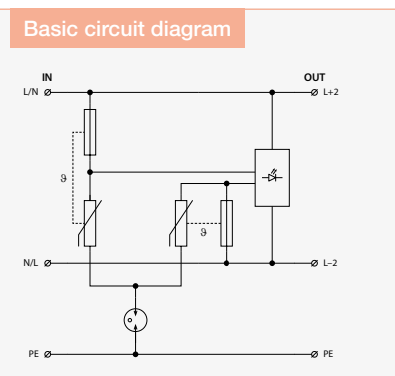 Basic circuit diagram
IN OUT
L/N L+2
ϑ
ϑ
N/L L–2
PE PE